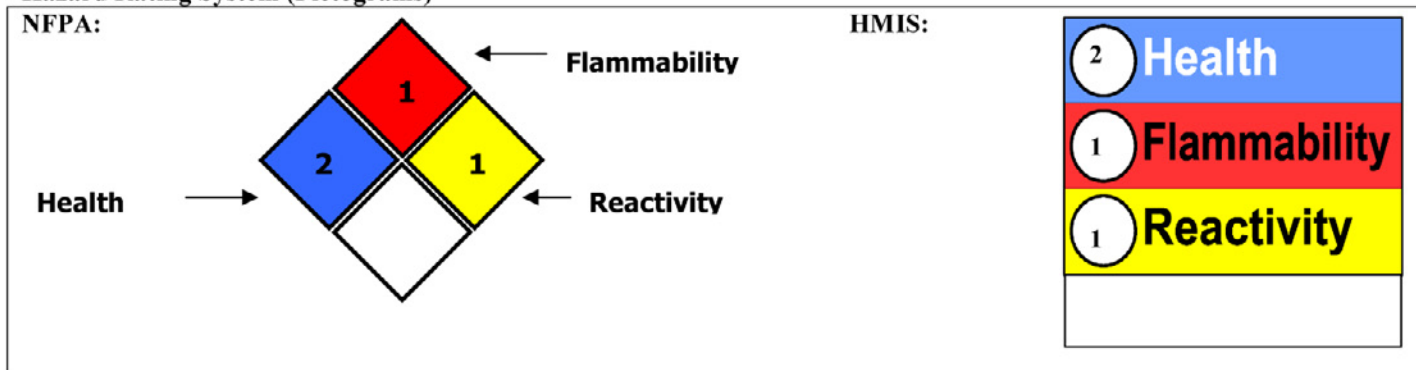 NFPA:
HMIS:
Flammability
1
2
1
Health
Reactivity
2 Health
1 Flammability
1 Reactivity